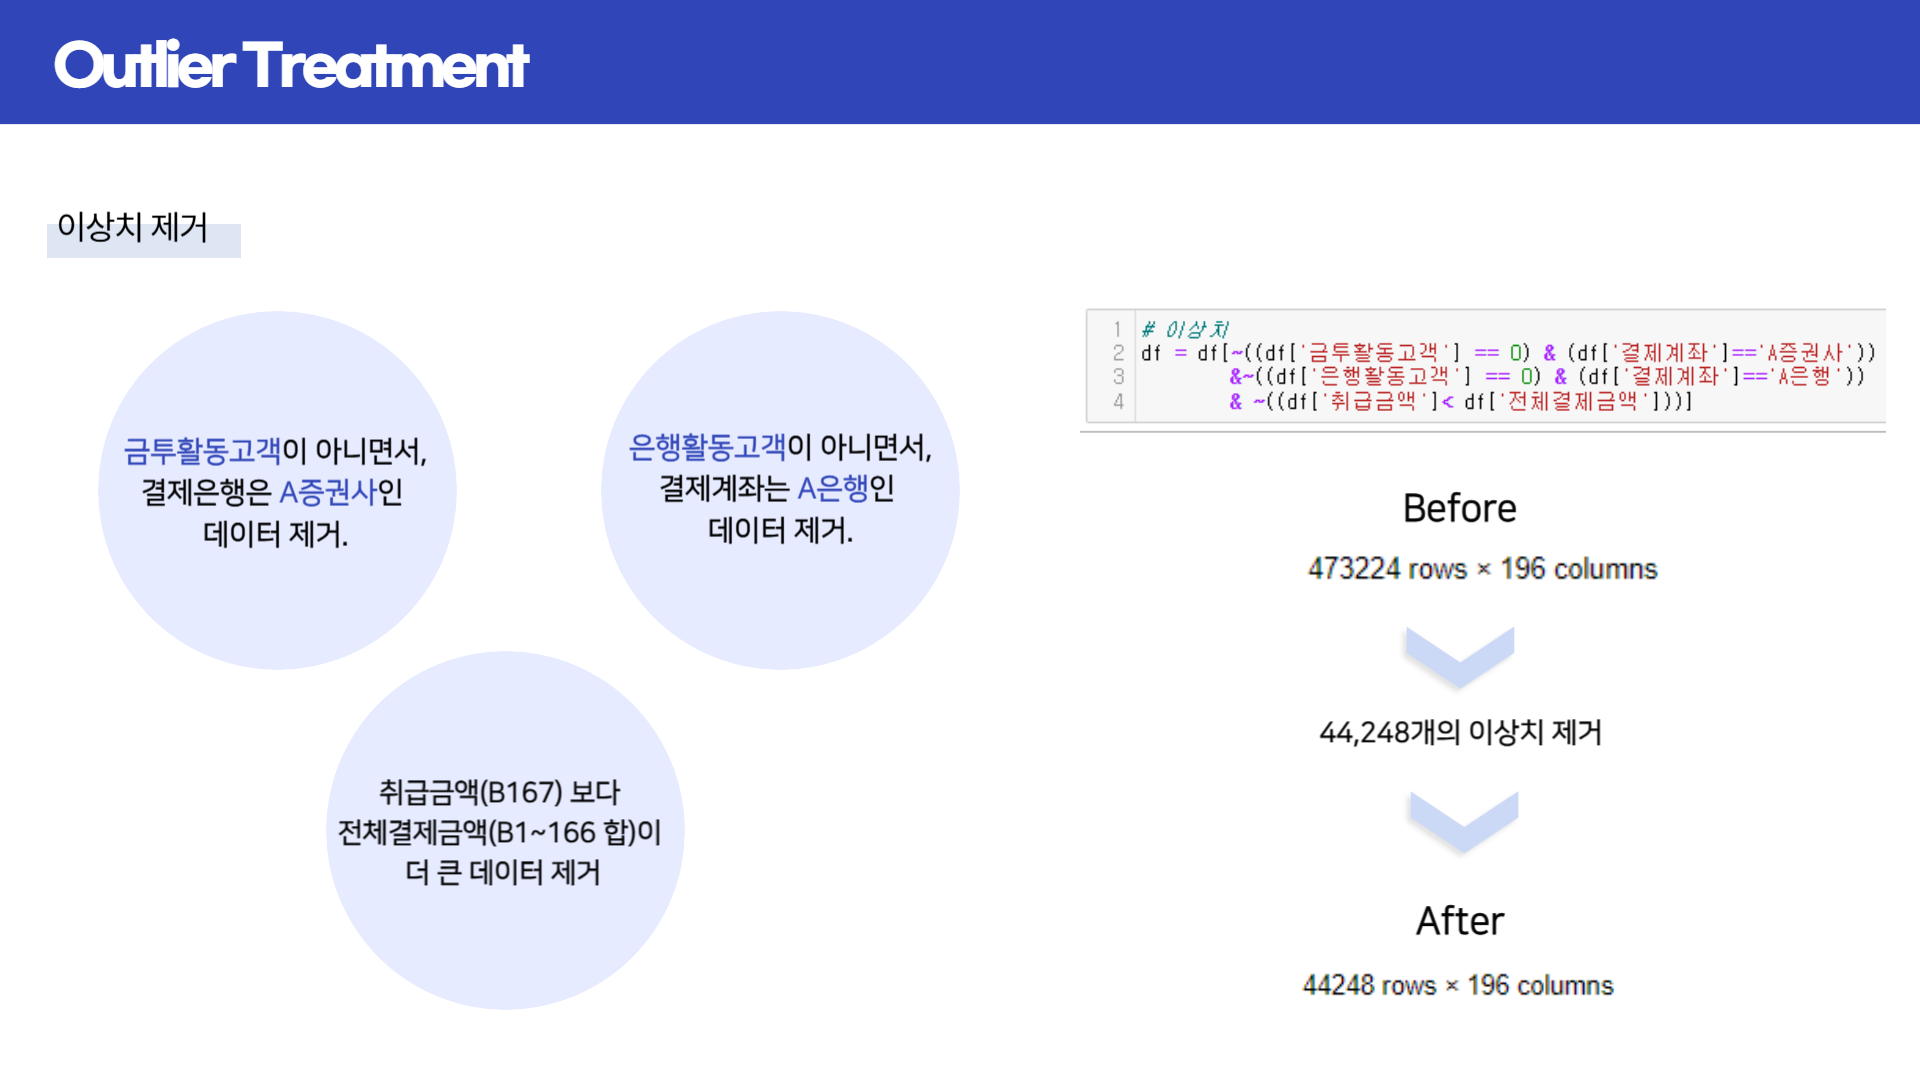 Outlier Treatment
이상치 제거
금투활동고객이 아니면서,
결제은행은 A증권사인
데이터 제거.
은행활동고객이 아니면서,
결제계좌는 A은행인
데이터 제거.
취급금액(B167) 보다
전체결제금액(B1~166 합)이
더 큰 데이터 제거
1 # 이상치
2 df = df[~((df['금투활동고객'] == 0) & (df['결제계좌']=='A증권사'))
3 &~((df['은행활동고객'] == 0) & (df['결제계좌']=='A은행'))
4 & ~((df['취급금액']< df['전체결제금액']))]
Before
473224 rows × 196 columns
44,248개의 이상치 제거
After
44248 rows × 196 columns